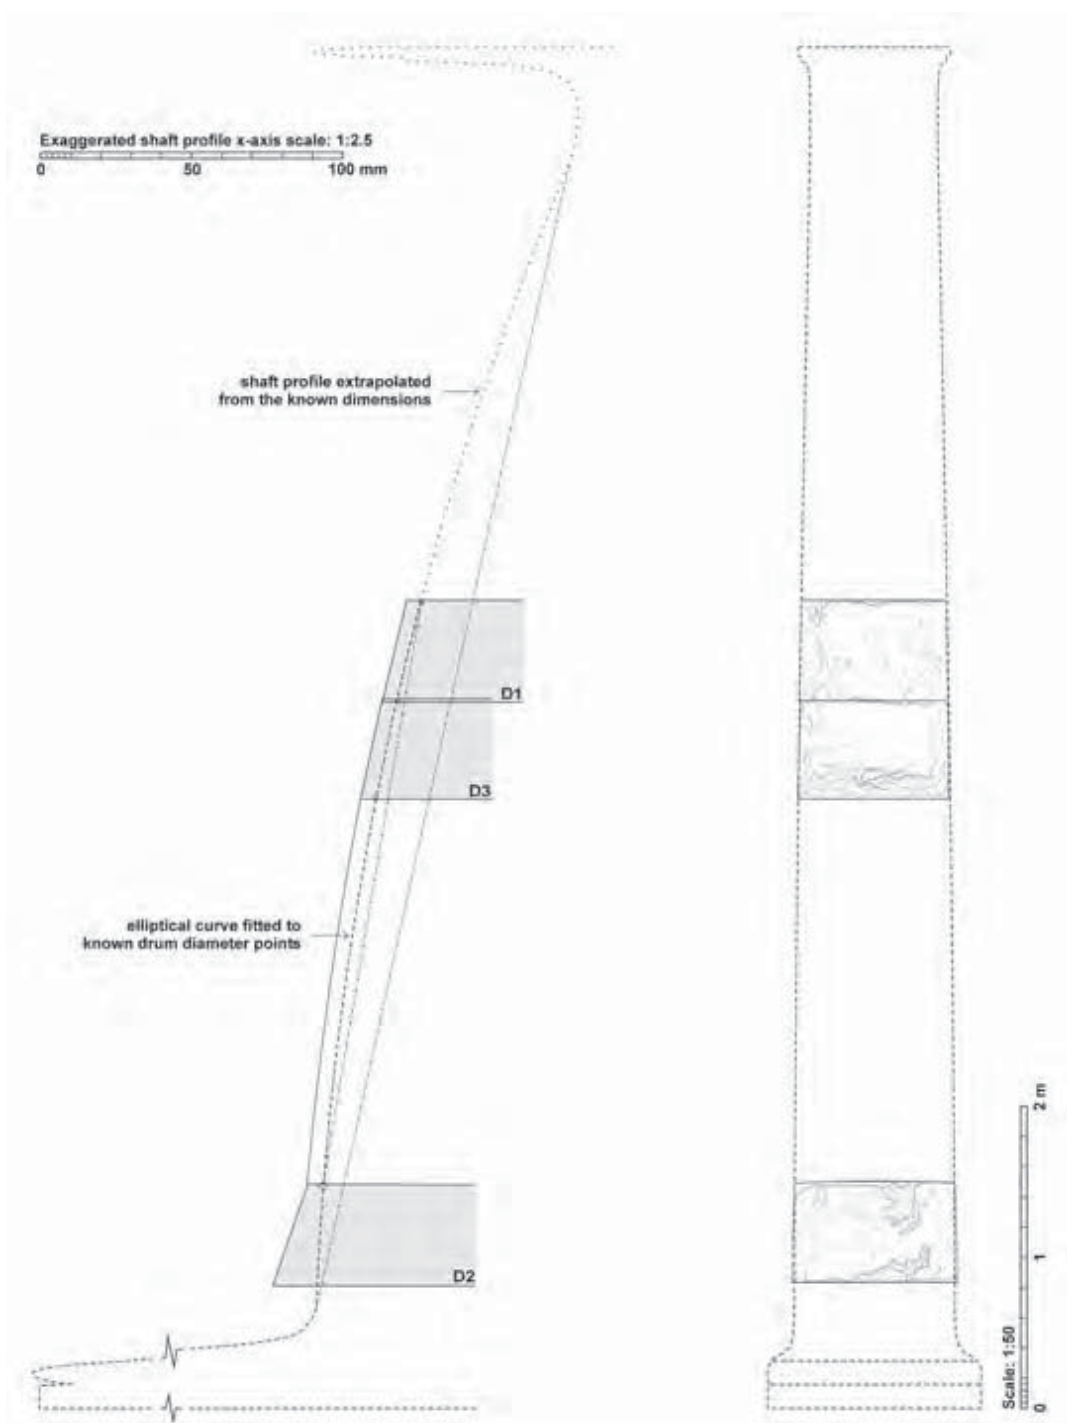 Exaggerated shaft profile x-axis scale: 1:2.5
0 50 100 mm
shaft profile extrapolated
from the known dimensions
D1
D3
elliptical curve fitted to
known drum diameter points
D2
2 m
1
0
Scale: 1:50